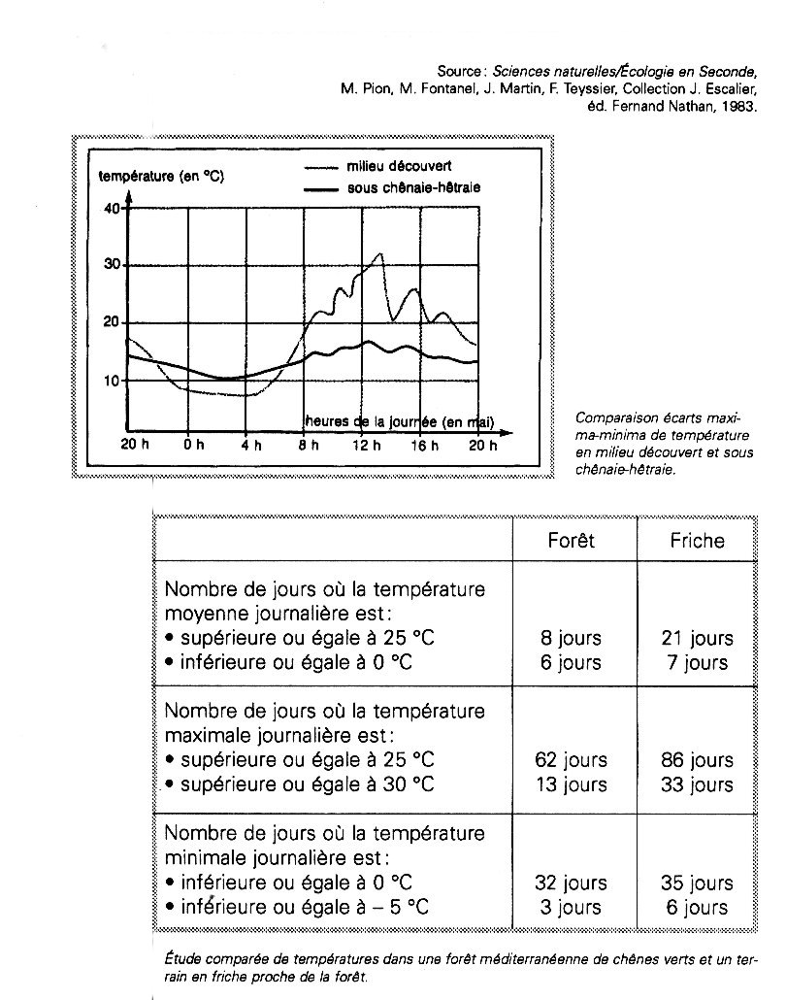 Source : Sciences naturelles/Écologie en Seconde,
M. Pion, M. Fontanel, J. Martin, F. Teyssier, Collection J. Escalier,
éd. Fernand Nathan, 1983.
température (en °C)
milieu découvert
sous chênaie-hêtraie
40
30
20
10
heures de la journée (en mai)
20 h 0 h 4 h 8 h 12 h 16 h 20 h
Comparaison écarts maxi-
ma-minima de température
en milieu découvert et sous
chênaie-hêtraie.
Forêt Friche
Nombre de jours où la température
moyenne journalière est :
• supérieure ou égale à 25 °C 8 jours 21 jours
• inférieure ou égale à 0 °C 6 jours 7 jours
Nombre de jours où la température
maximale journalière est :
• supérieure ou égale à 25 °C 62 jours 86 jours
• supérieure ou égale à 30 °C 13 jours 33 jours
Nombre de jours où la température
minimale journalière est :
• inférieure ou égale à 0 °C 32 jours 35 jours
• inférieure ou égale à – 5 °C 3 jours 6 jours
Étude comparée de températures dans une forêt méditerranéenne de chênes verts et un ter-
rain en friche proche de la forêt.